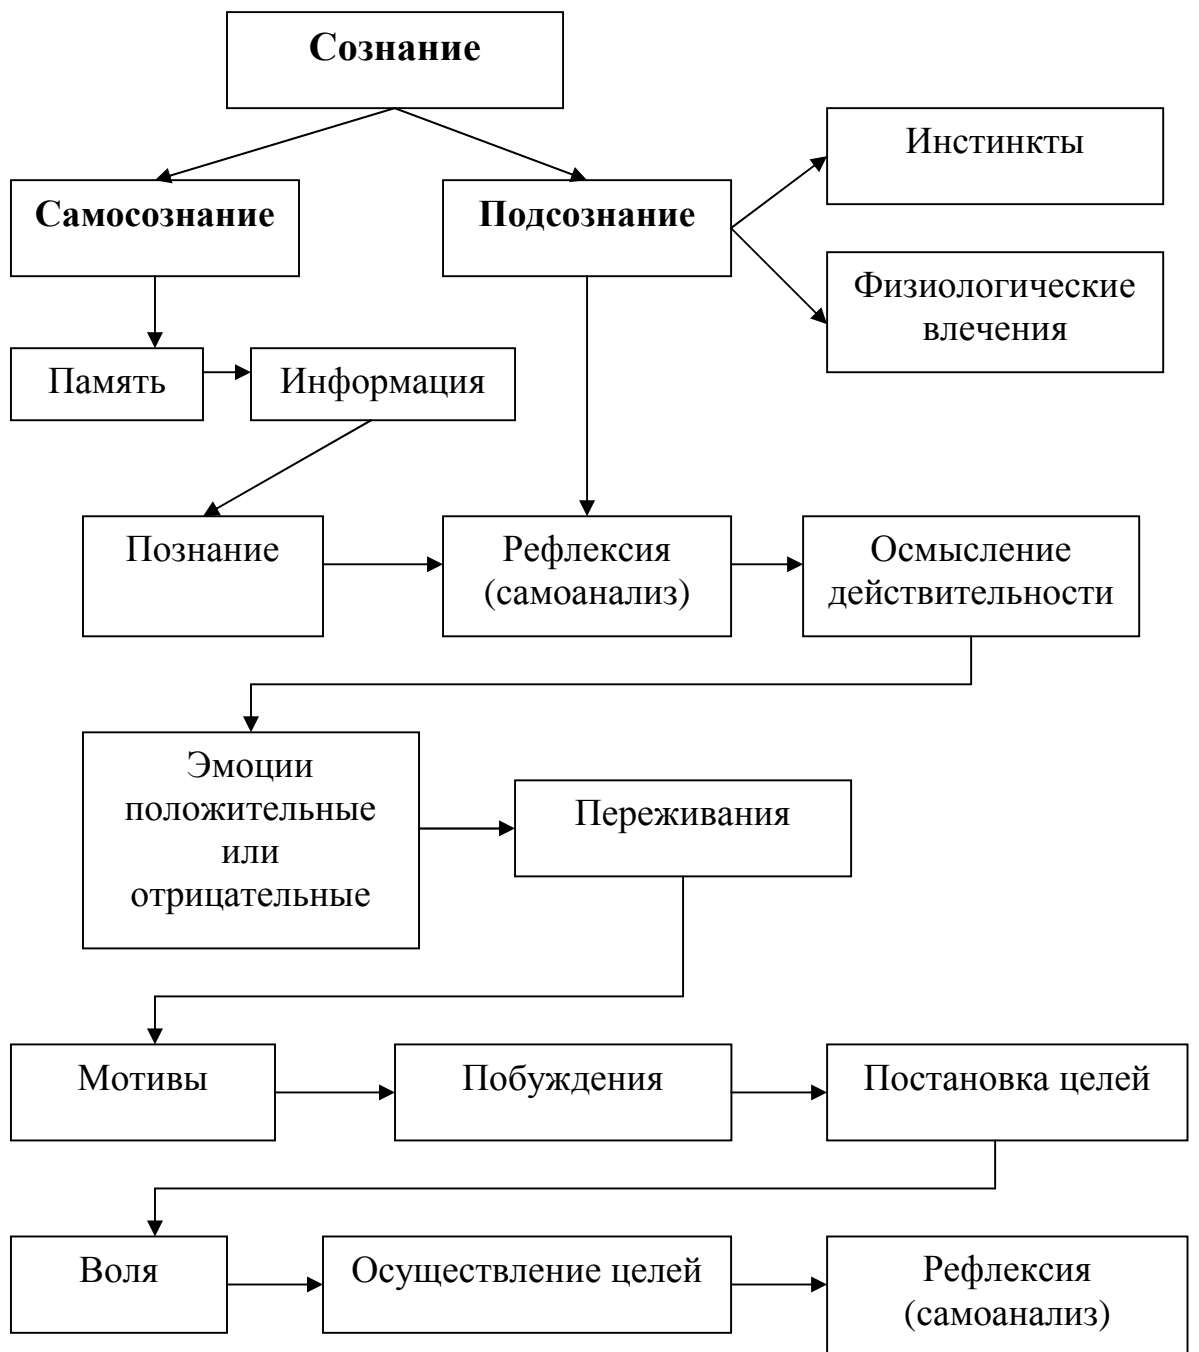 Сознание
Инстинкты
Самосознание
Подсознание
Физиологические
влечения
Память
Информация
Познание
Рефлексия
(самоанализ)
Осмысление
действительности
Эмоции
положительные
или
отрицательные
Переживания
Мотивы
Побуждения
Постановка целей
Воля
Осуществление целей
Рефлексия
(самоанализ)